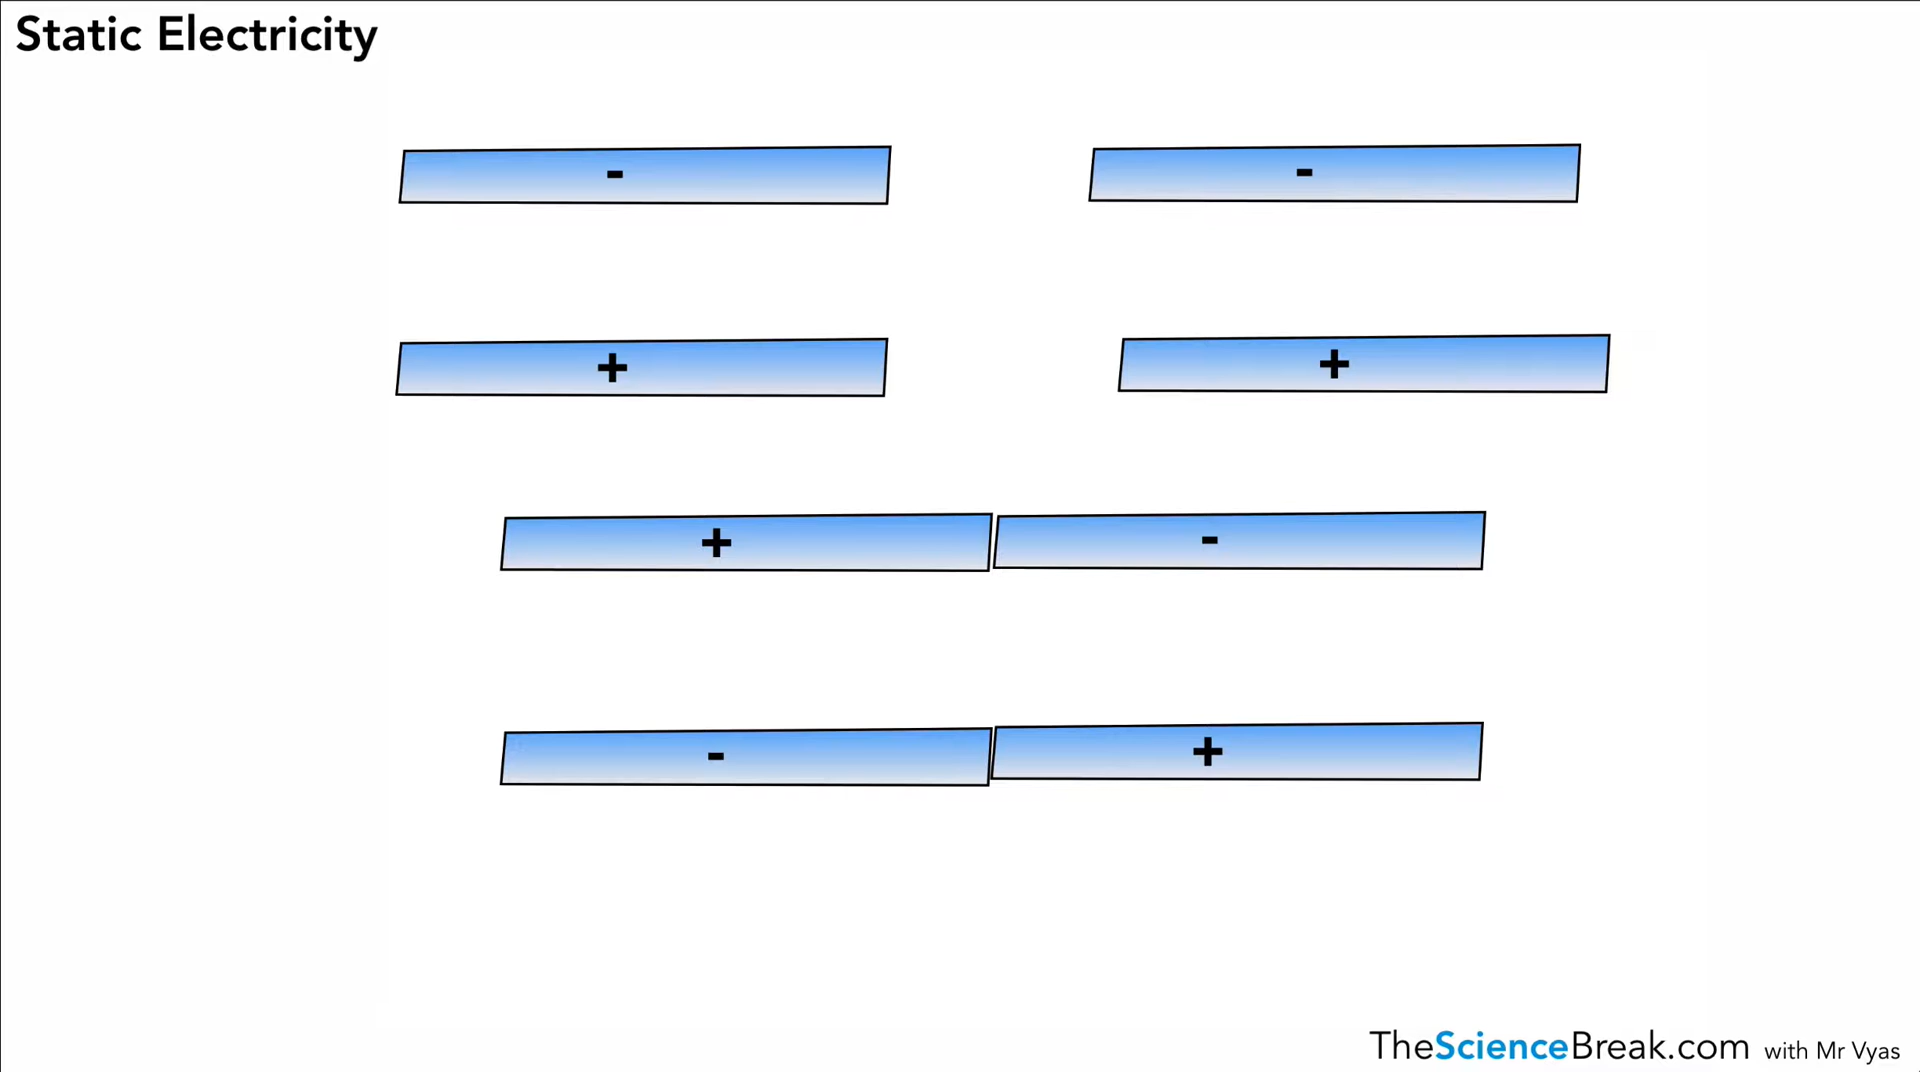 Static Electricity
- -
+ +
+ -
- +
TheScienceBreak.com with Mr Vyas